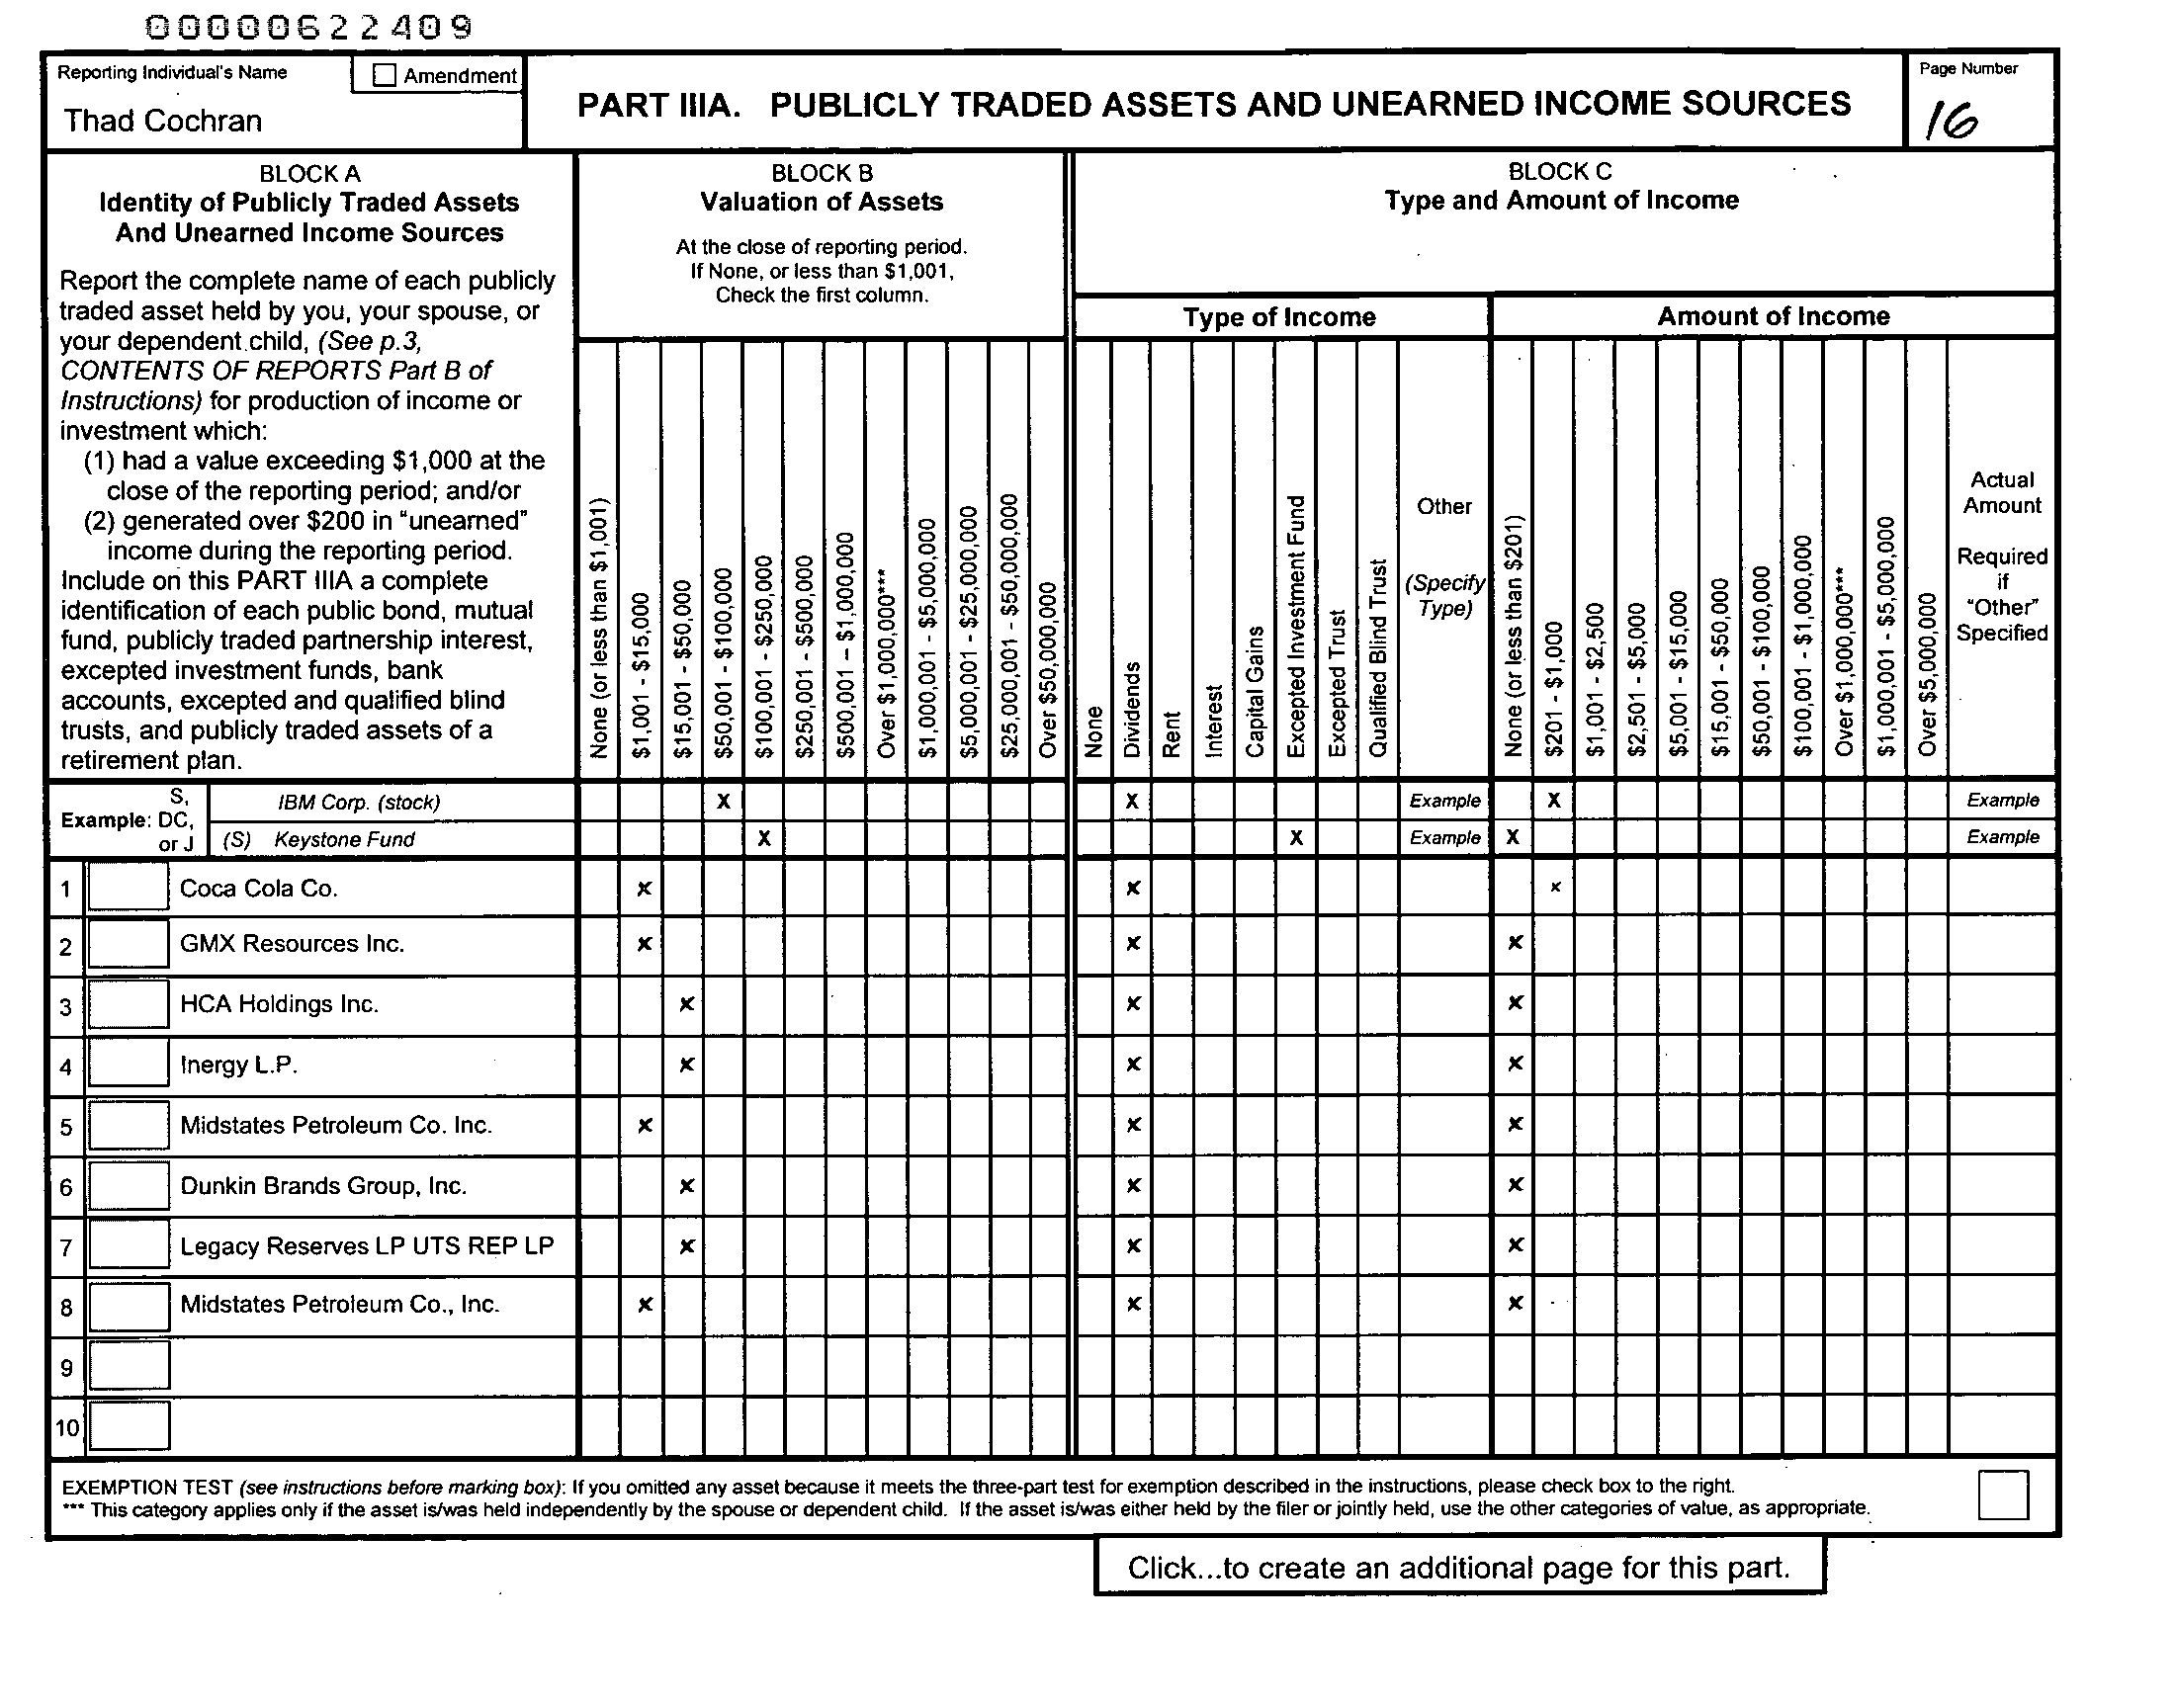 00000622409
Reporting Individual's Name
Amendment
Thad Cochran
PART IIIA. PUBLICLY TRADED ASSETS AND UNEARNED INCOME SOURCES
Page Number
16
BLOCK A
Identity of Publicly Traded Assets
And Unearned Income Sources
Report the complete name of each publicly
traded asset held by you, your spouse, or
your dependent child, (See p.3,
CONTENTS OF REPORTS Part B of
Instructions) for production of income or
investment which:
(1) had a value exceeding $1,000 at the
close of the reporting period; and/or
(2) generated over $200 in "unearned"
income during the reporting period.
Include on this PART IIIA a complete
identification of each public bond, mutual
fund, publicly traded partnership interest,
excepted investment funds, bank
accounts, excepted and qualified blind
trusts, and publicly traded assets of a
retirement plan.
BLOCK B
Valuation of Assets
At the close of reporting period.
If None, or less than $1,001,
Check the first column.
None (or less than $1,001)
$1,001 - $15,000
$15,001 - $50,000
$50,001 - $100,000
$100,001 - $250,000
$250,001 - $500,000
$500,001 – $1,000,000
Over $1,000,000***
$1,000,001 - $5,000,000
$5,000,001 - $25,000,000
$25,000,001 - $50,000,000
Over $50,000,000
BLOCK C
Type and Amount of Income
Type of Income
None
Dividends
Rent
Interest
Capital Gains
Excepted Investment Fund
Excepted Trust
Qualified Blind Trust
Other
(Specify
Type)
Amount of Income
None (or less than $201)
$201 - $1,000
$1,001 - $2,500
$2,501 - $5,000
$5,001 - $15,000
$15,001 - $50,000
$50,001 - $100,000
$100,001 - $1,000,000
Over $1,000,000***
$1,000,001 - $5,000,000
Over $5,000,000
Actual
Amount
Required
if
"Other"
Specified
Example: S, DC, or J
IBM Corp. (stock) X X Example X Example
(S) Keystone Fund X X Example X Example
1 Coca Cola Co. x x x
2 GMX Resources Inc. x x x
3 HCA Holdings Inc. x x x
4 Inergy L.P. x x x
5 Midstates Petroleum Co. Inc. x x x
6 Dunkin Brands Group, Inc. x x x
7 Legacy Reserves LP UTS REP LP x x x
8 Midstates Petroleum Co., Inc. x x x
9
10
EXEMPTION TEST (see instructions before marking box): If you omitted any asset because it meets the three-part test for exemption described in the instructions, please check box to the right.
*** This category applies only if the asset is/was held independently by the spouse or dependent child. If the asset is/was either held by the filer or jointly held, use the other categories of value, as appropriate.
Click...to create an additional page for this part.